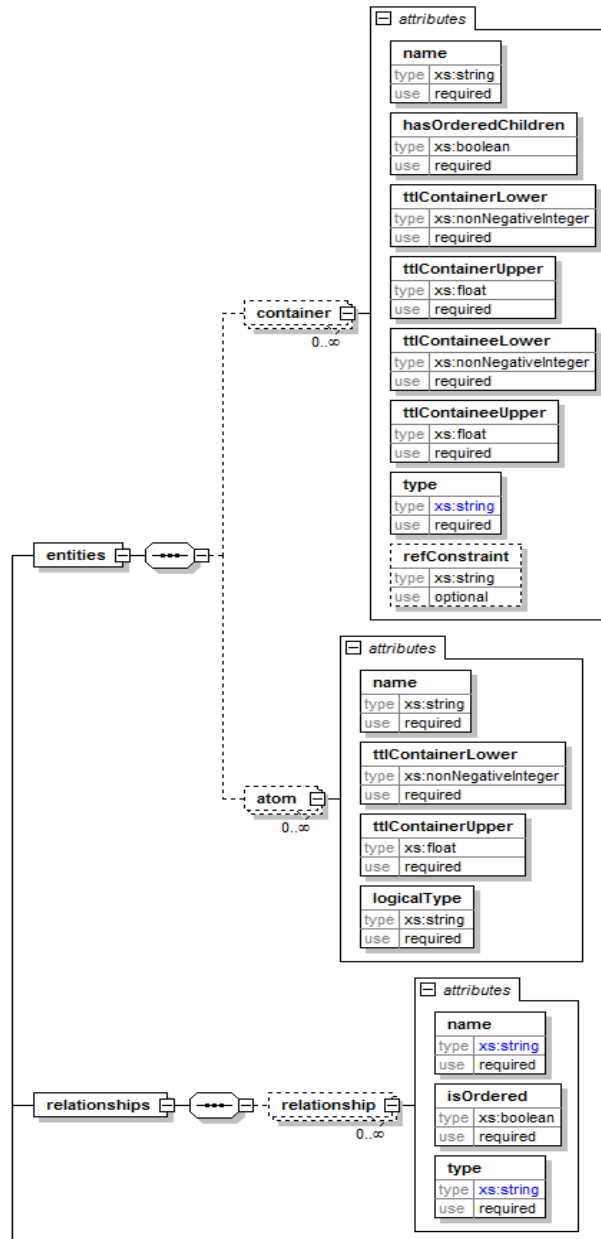 attributes
name
type xs:string
use required
hasOrderedChildren
type xs:boolean
use required
ttlContainerLower
type xs:nonNegativeInteger
use required
ttlContainerUpper
type xs:float
use required
container
0..∞
ttlContaineeLower
type xs:nonNegativeInteger
use required
ttlContaineeUpper
type xs:float
use required
type
type xs:string
use required
entities
refConstraint
type xs:string
use optional
attributes
name
type xs:string
use required
ttlContainerLower
type xs:nonNegativeInteger
use required
atom
0..∞
ttlContainerUpper
type xs:float
use required
logicalType
type xs:string
use required
attributes
name
type xs:string
use required
relationships
relationship
0..∞
isOrdered
type xs:boolean
use required
type
type xs:string
use required